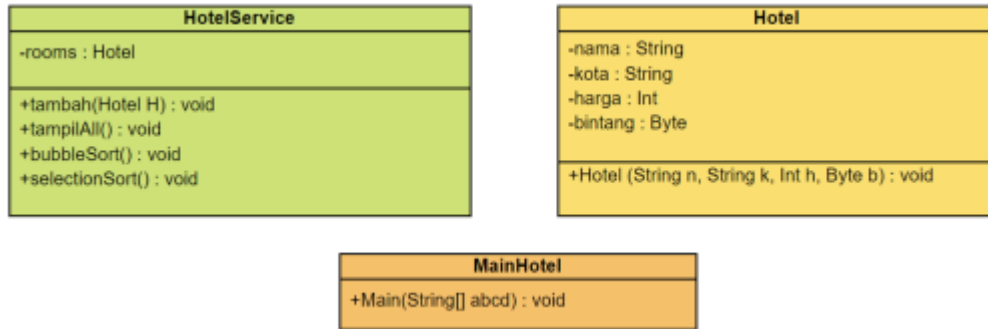 HotelService
-rooms : Hotel
+tambah(Hotel H) : void
+tampilAll() : void
+bubbleSort() : void
+selectionSort() : void
Hotel
-nama : String
-kota : String
-harga : Int
-bintang : Byte
+Hotel (String n, String k, Int h, Byte b) : void
MainHotel
+Main(String[] abcd) : void